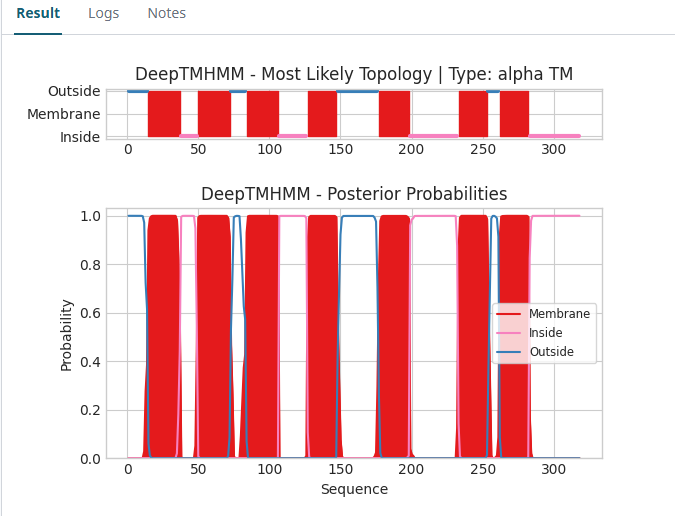 Result Logs Notes
DeepTMHMM - Most Likely Topology | Type: alpha TM
Outside
Membrane
Inside
0 50 100 150 200 250 300
DeepTMHMM - Posterior Probabilities
1.0
0.8
0.6
0.4
0.2
0.0
Probability
Membrane
Inside
Outside
0 50 100 150 200 250 300
Sequence